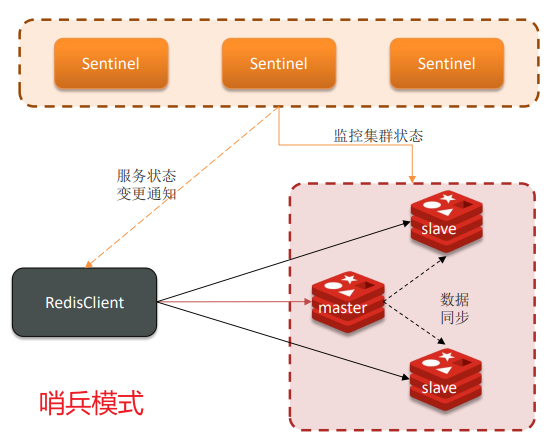 Sentinel
Sentinel
Sentinel
监控集群状态
服务状态
变更通知
slave
RedisClient
master
数据
同步
slave
哨兵模式